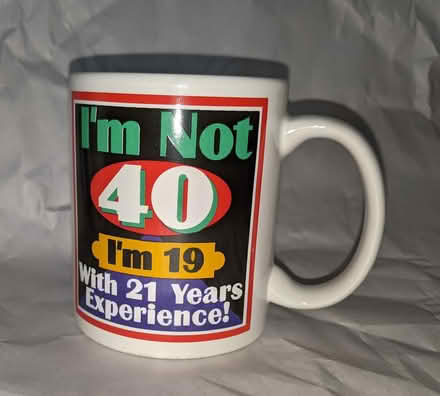 I'm Not
40
I'm 19
With 21 Years
Experience!